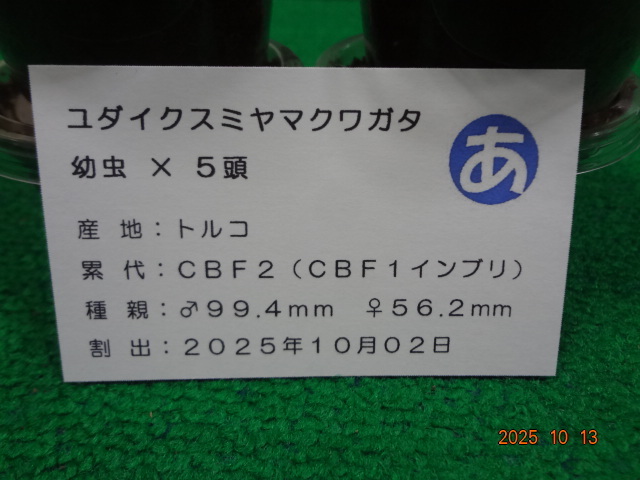 ユダイクスミヤマクワガタ
幼虫 × 5頭
あ
産 地：トルコ
累 代：CBF2（CBF1インブリ）
種 親：♂99.4mm ♀56.2mm
割 出：2025年10月02日
2025 10 13